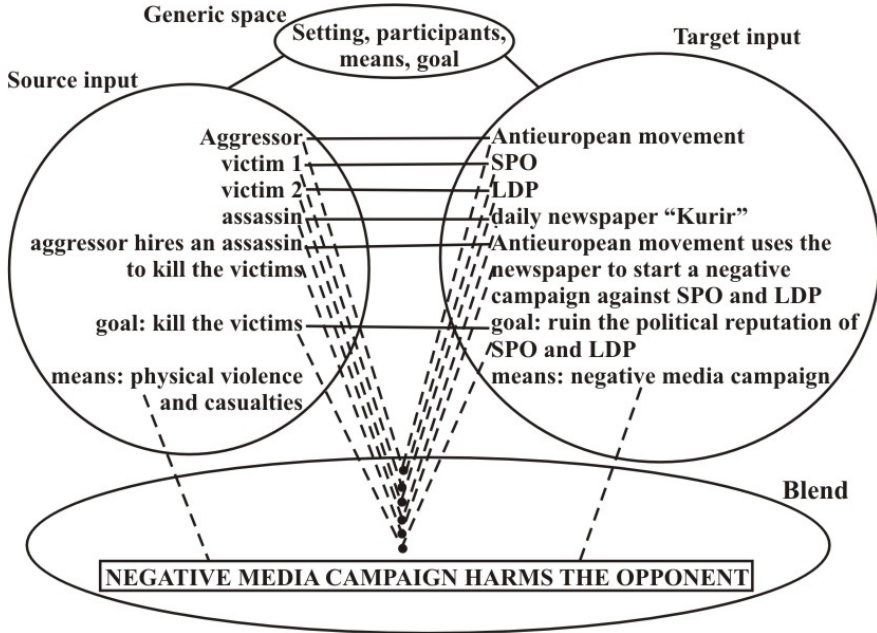 Generic space
Setting, participants,
means, goal
Target input
Source input
Aggressor
victim 1
victim 2
assassin
aggressor hires an assassin
to kill the victims
goal: kill the victims
means: physical violence
and casualties
Antieuropean movement
SPO
LDP
daily newspaper “Kurir”
Antieuropean movement uses the
newspaper to start a negative
campaign against SPO and LDP
goal: ruin the political reputation of
SPO and LDP
means: negative media campaign
Blend
NEGATIVE MEDIA CAMPAIGN HARMS THE OPPONENT